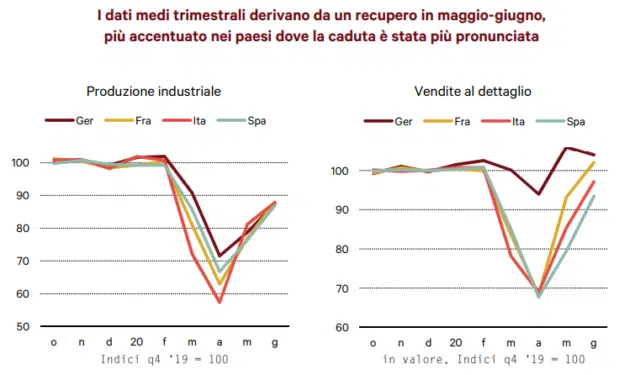 I dati medi trimestrali derivano da un recupero in maggio-giugno,
più accentuato nei paesi dove la caduta è stata più pronunciata
Produzione industriale
Ger Fra Ita Spa
100
90
80
70
60
50
o n d 20 f m a m g
Indici q4 '19 = 100
Vendite al dettaglio
Ger Fra Ita Spa
100
90
80
70
60
o n d 20 f m a m g
in valore, Indici q4 '19 = 100